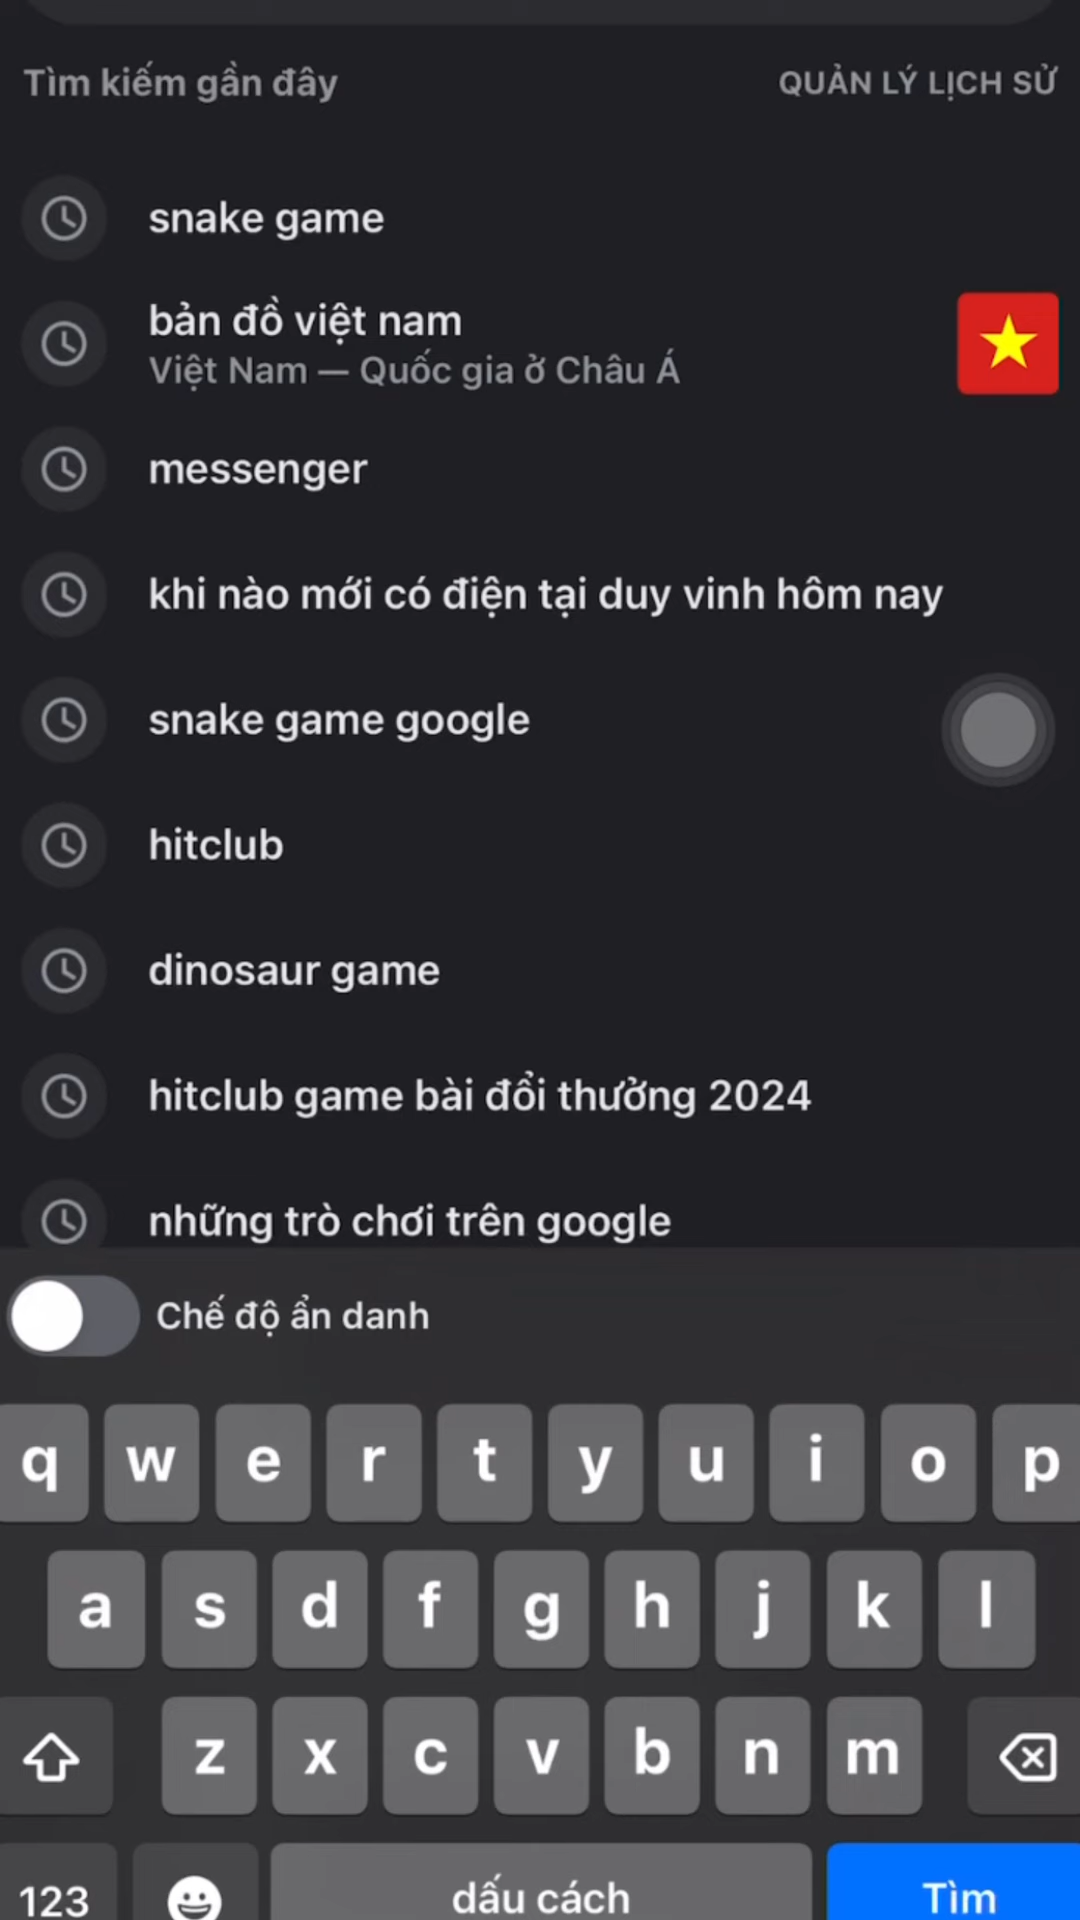 Tìm kiếm gần đây
QUẢN LÝ LỊCH SỬ
snake game
bản đồ việt nam
Việt Nam — Quốc gia ở Châu Á
messenger
khi nào mới có điện tại duy vinh hôm nay
snake game google
hitclub
dinosaur game
hitclub game bài đổi thưởng 2024
những trò chơi trên google
Chế độ ẩn danh
q w e r t y u i o p
a s d f g h j k l
z x c v b n m
123 dấu cách Tìm